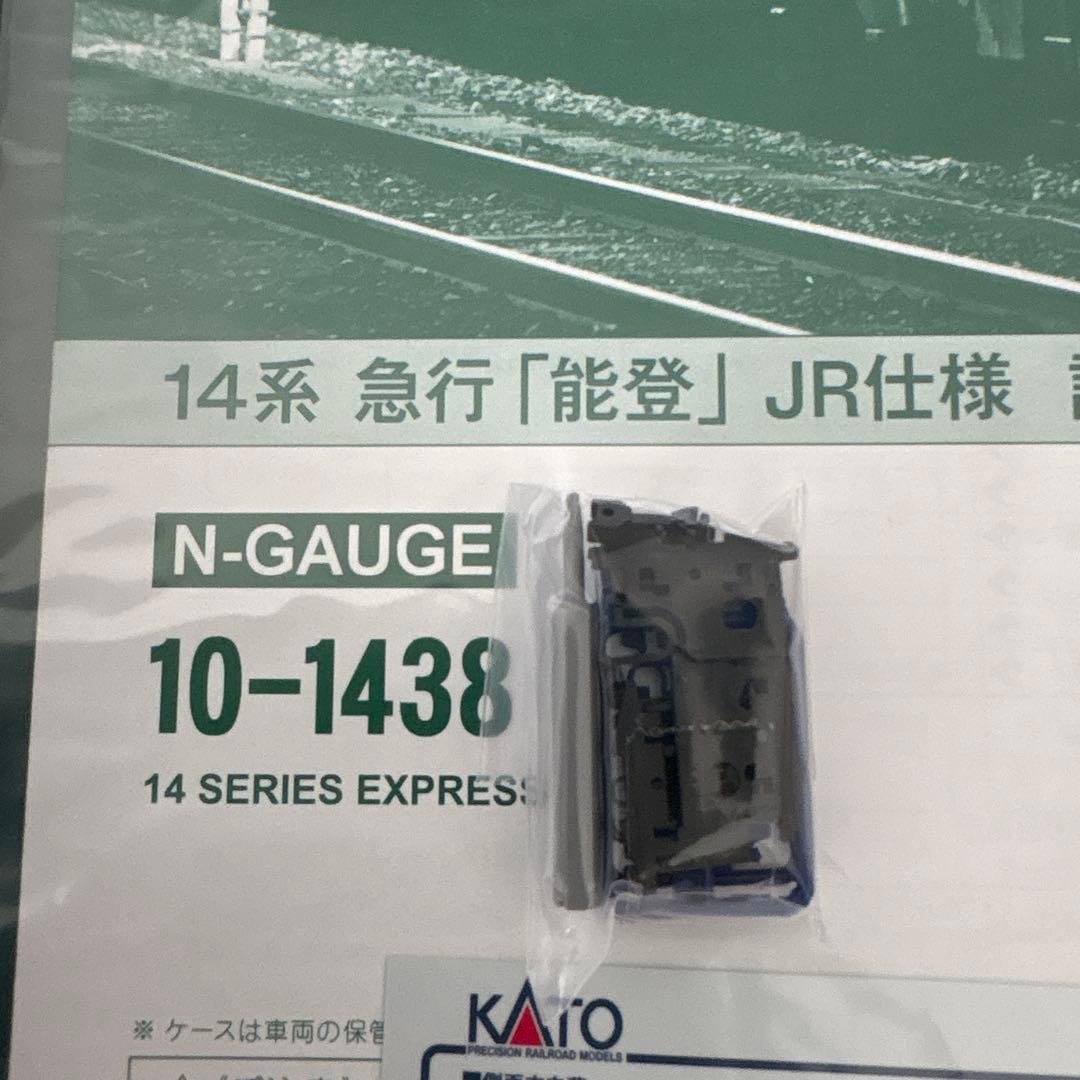 14系 急行「能登」 JR仕様
N-GAUGE
10-1438
14 SERIES EXPRESS
※ ケースは車両の保管
KATO
PRECISION RAILROAD MODELS